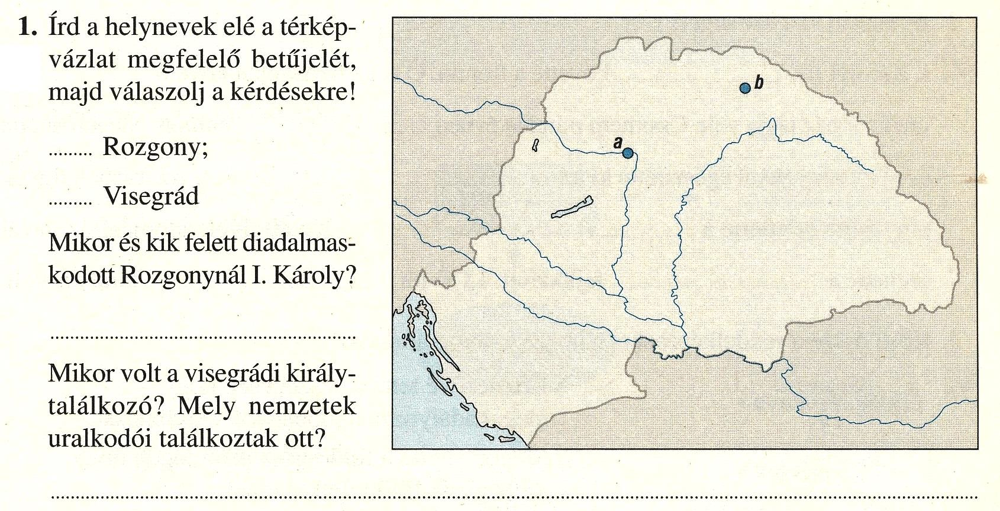 1. Írd a helynevek elé a térkép-
vázlat megfelelő betűjelét,
majd válaszolj a kérdésekre!
......... Rozgony;
......... Visegrád
Mikor és kik felett diadalmas-
kodott Rozgonynál I. Károly?
Mikor volt a visegrádi király-
találkozó? Mely nemzetek
uralkodói találkoztak ott?
a
b